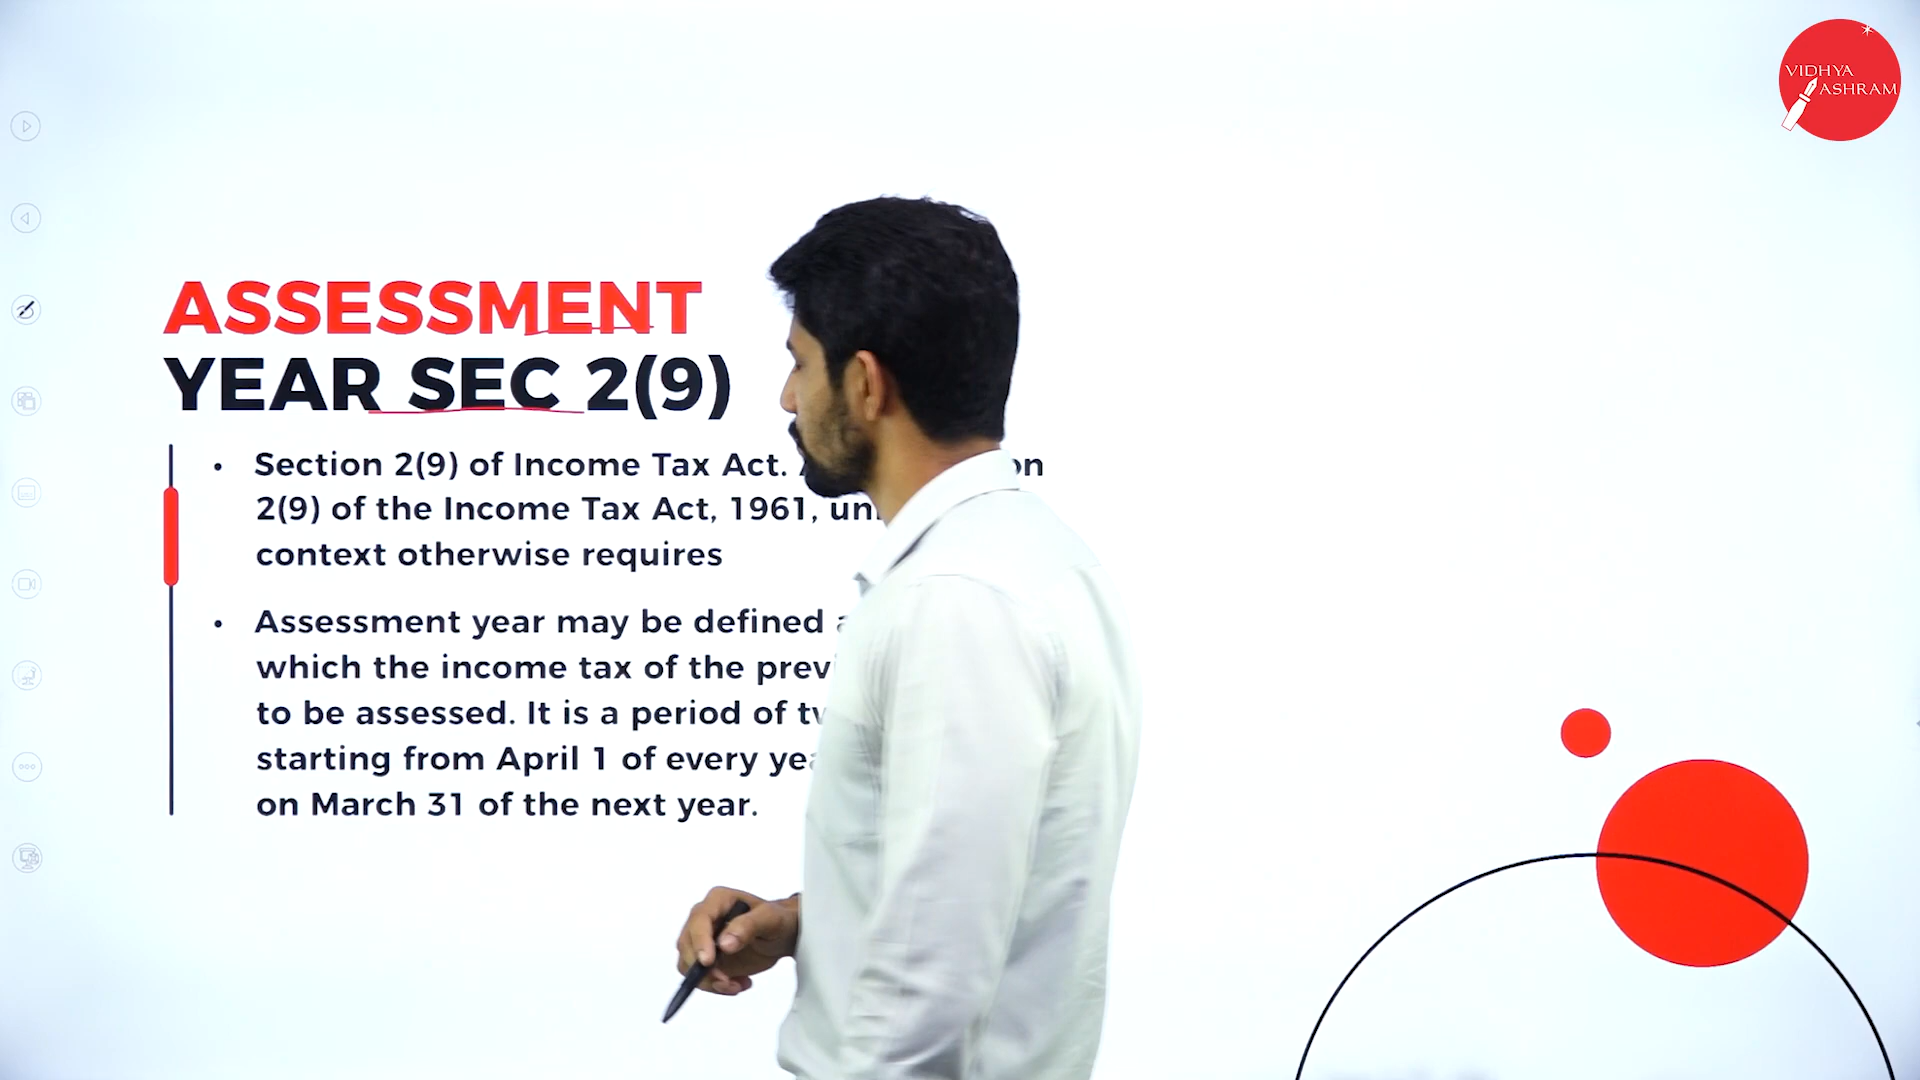 VIDHYA
ASHRAM
ASSESSMENT
YEAR SEC 2(9)
• Section 2(9) of Income Tax Act.
2(9) of the Income Tax Act, 1961,
context otherwise requires
• Assessment year may be defined
which the income tax of the
to be assessed. It is a period of
starting from April 1 of every
on March 31 of the next year.